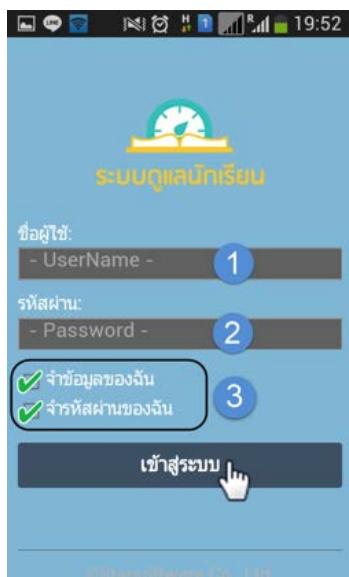 H 1 R 19:52
ระบบดูแลนักเรียน
ชื่อผู้ใช้:
- UserName -
1
รหัสผ่าน:
- Password -
2
จำข้อมูลของฉัน
จำรหัสผ่านของฉัน
3
เข้าสู่ระบบ
Co., Ltd.